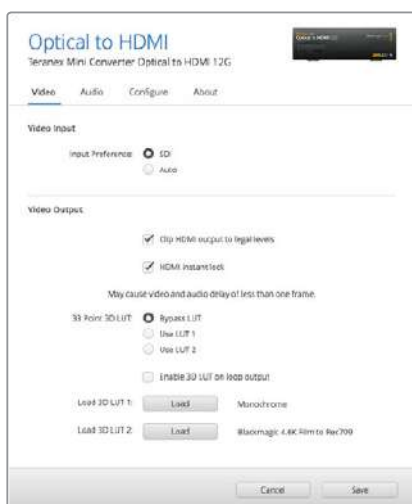 Optical to HDMI
Teranex Mini Converter Optical to HDMI 12G
Video Audio Configure About
Video Input
Input Preference: SDI
Auto
Video Output
Clip HDMI output to legal levels
HDMI instant lock
May cause video and audio delay of less than one frame.
33 Point 3D LUT: Bypass LUT
Use LUT 1
Use LUT 2
Enable 3D LUT on loop output
Load 3D LUT 1: Load Monochrome
Load 3D LUT 2: Load Blackmagic 4.6K Film to Rec709
Cancel Save